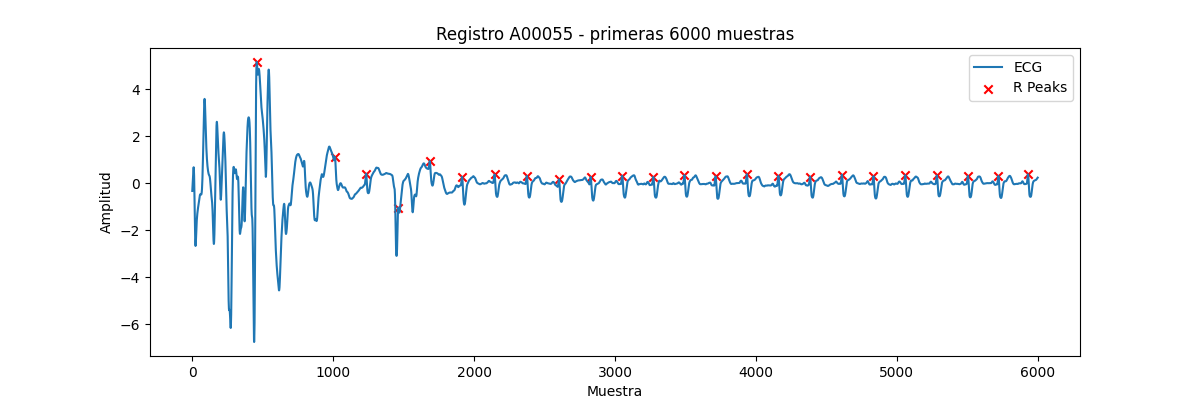 Registro A00055 - primeras 6000 muestras
ECG
R Peaks
Amplitud
4
2
0
−2
−4
−6
0 1000 2000 3000 4000 5000 6000
Muestra